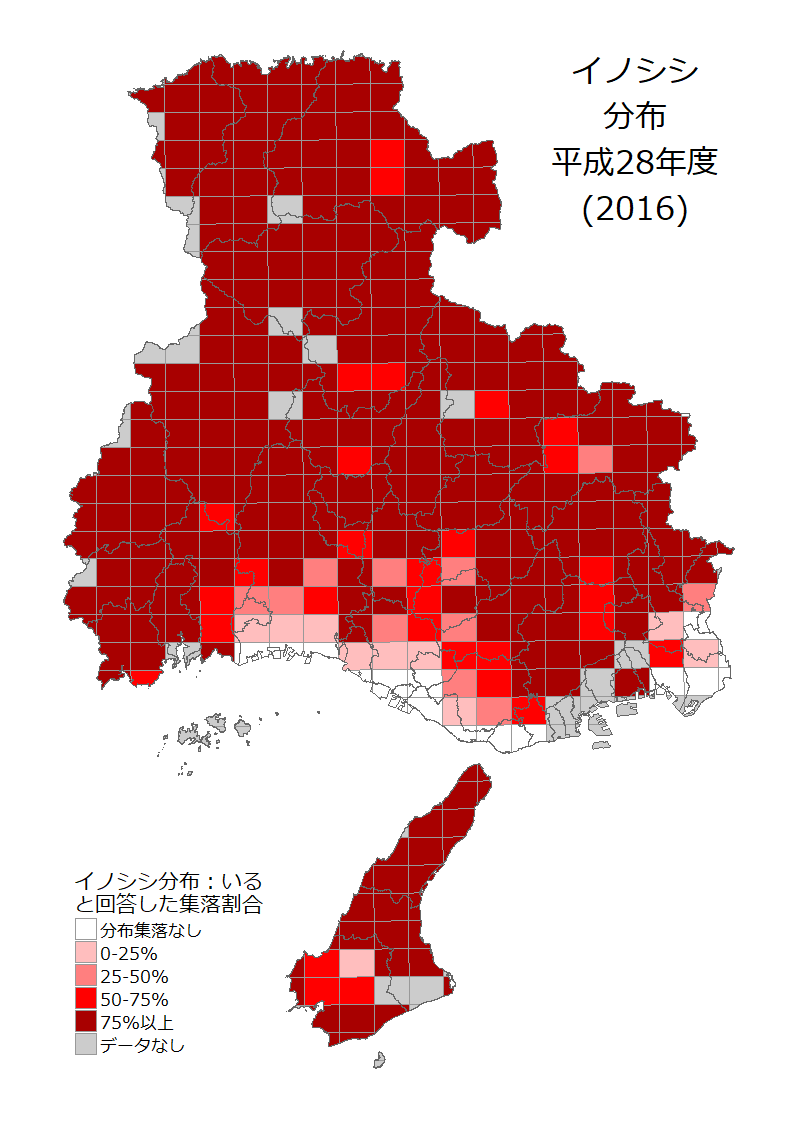 イノシシ
分布
平成28年度
(2016)
イノシシ分布：いる
と回答した集落割合
分布集落なし
0-25%
25-50%
50-75%
75%以上
データなし